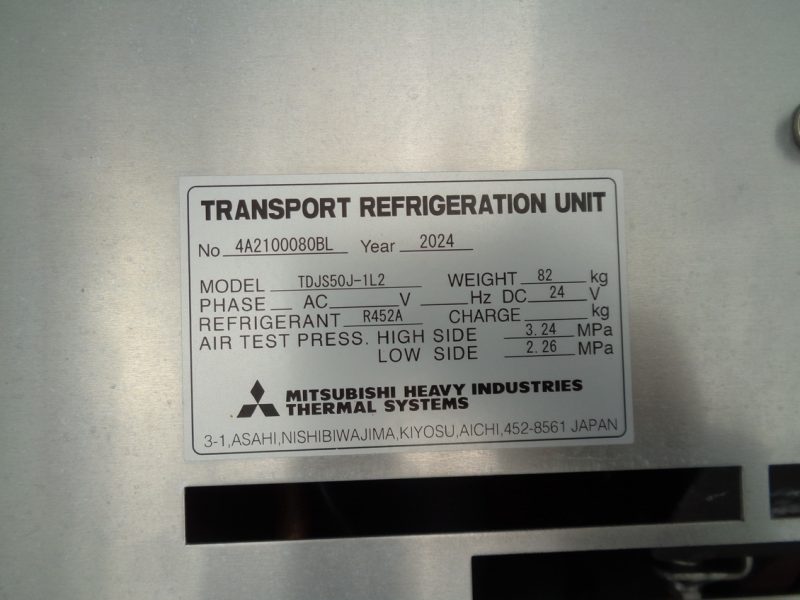 TRANSPORT REFRIGERATION UNIT
No 4A2100080BL Year 2024
MODEL TDJS50J-1L2 WEIGHT 82 kg
PHASE AC V Hz DC 24 V
REFRIGERANT R452A CHARGE kg
AIR TEST PRESS. HIGH SIDE 3.24 MPa
LOW SIDE 2.26 MPa
MITSUBISHI HEAVY INDUSTRIES
THERMAL SYSTEMS
3-1,ASAHI,NISHIBIWAJIMA,KIYOSU,AICHI,452-8561 JAPAN